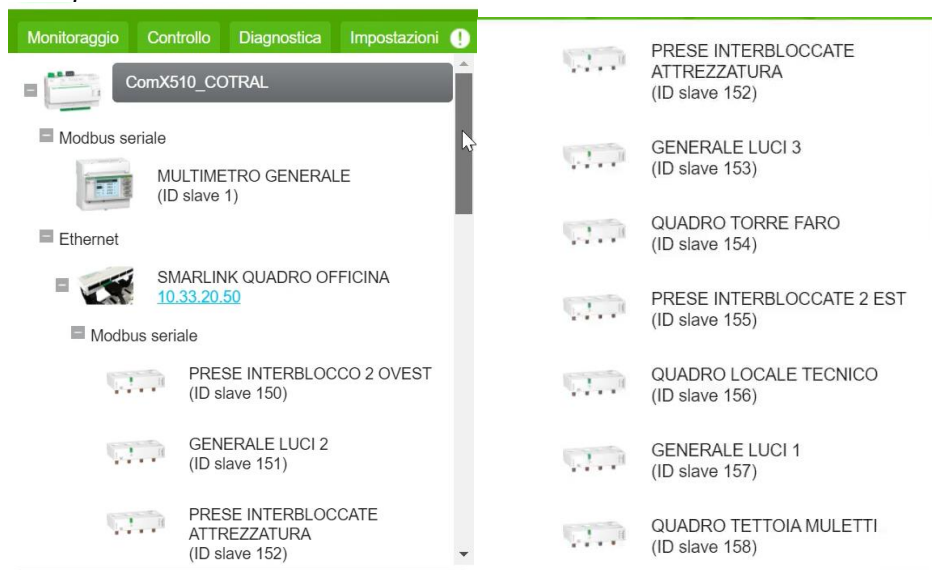 Monitoraggio Controllo Diagnostica Impostazioni !
ComX510_COTRAL
Modbus seriale
MULTIMETRO GENERALE
(ID slave 1)
Ethernet
SMARLINK QUADRO OFFICINA
10.33.20.50
Modbus seriale
PRESE INTERBLOCCO 2 OVEST
(ID slave 150)
GENERALE LUCI 2
(ID slave 151)
PRESE INTERBLOCCATE
ATTREZZATURA
(ID slave 152)
PRESE INTERBLOCCATE
ATTREZZATURA
(ID slave 152)
GENERALE LUCI 3
(ID slave 153)
QUADRO TORRE FARO
(ID slave 154)
PRESE INTERBLOCCATE 2 EST
(ID slave 155)
QUADRO LOCALE TECNICO
(ID slave 156)
GENERALE LUCI 1
(ID slave 157)
QUADRO TETTOIA MULETTI
(ID slave 158)